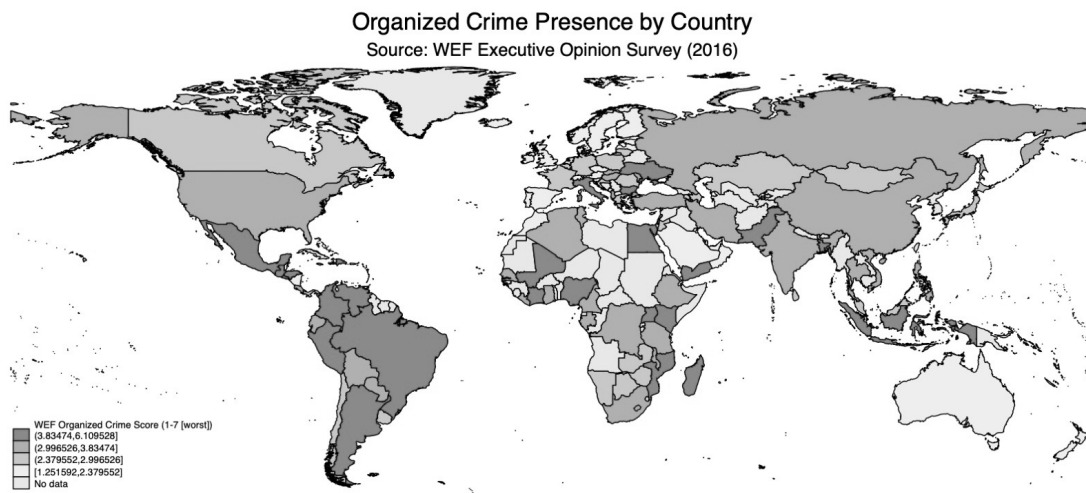 Organized Crime Presence by Country
Source: WEF Executive Opinion Survey (2016)
WEF Organized Crime Score (1-7 [worst])
(3.83474,6.109528]
(2.996526,3.83474]
(2.379552,2.996526]
[1.251592,2.379552]
No data